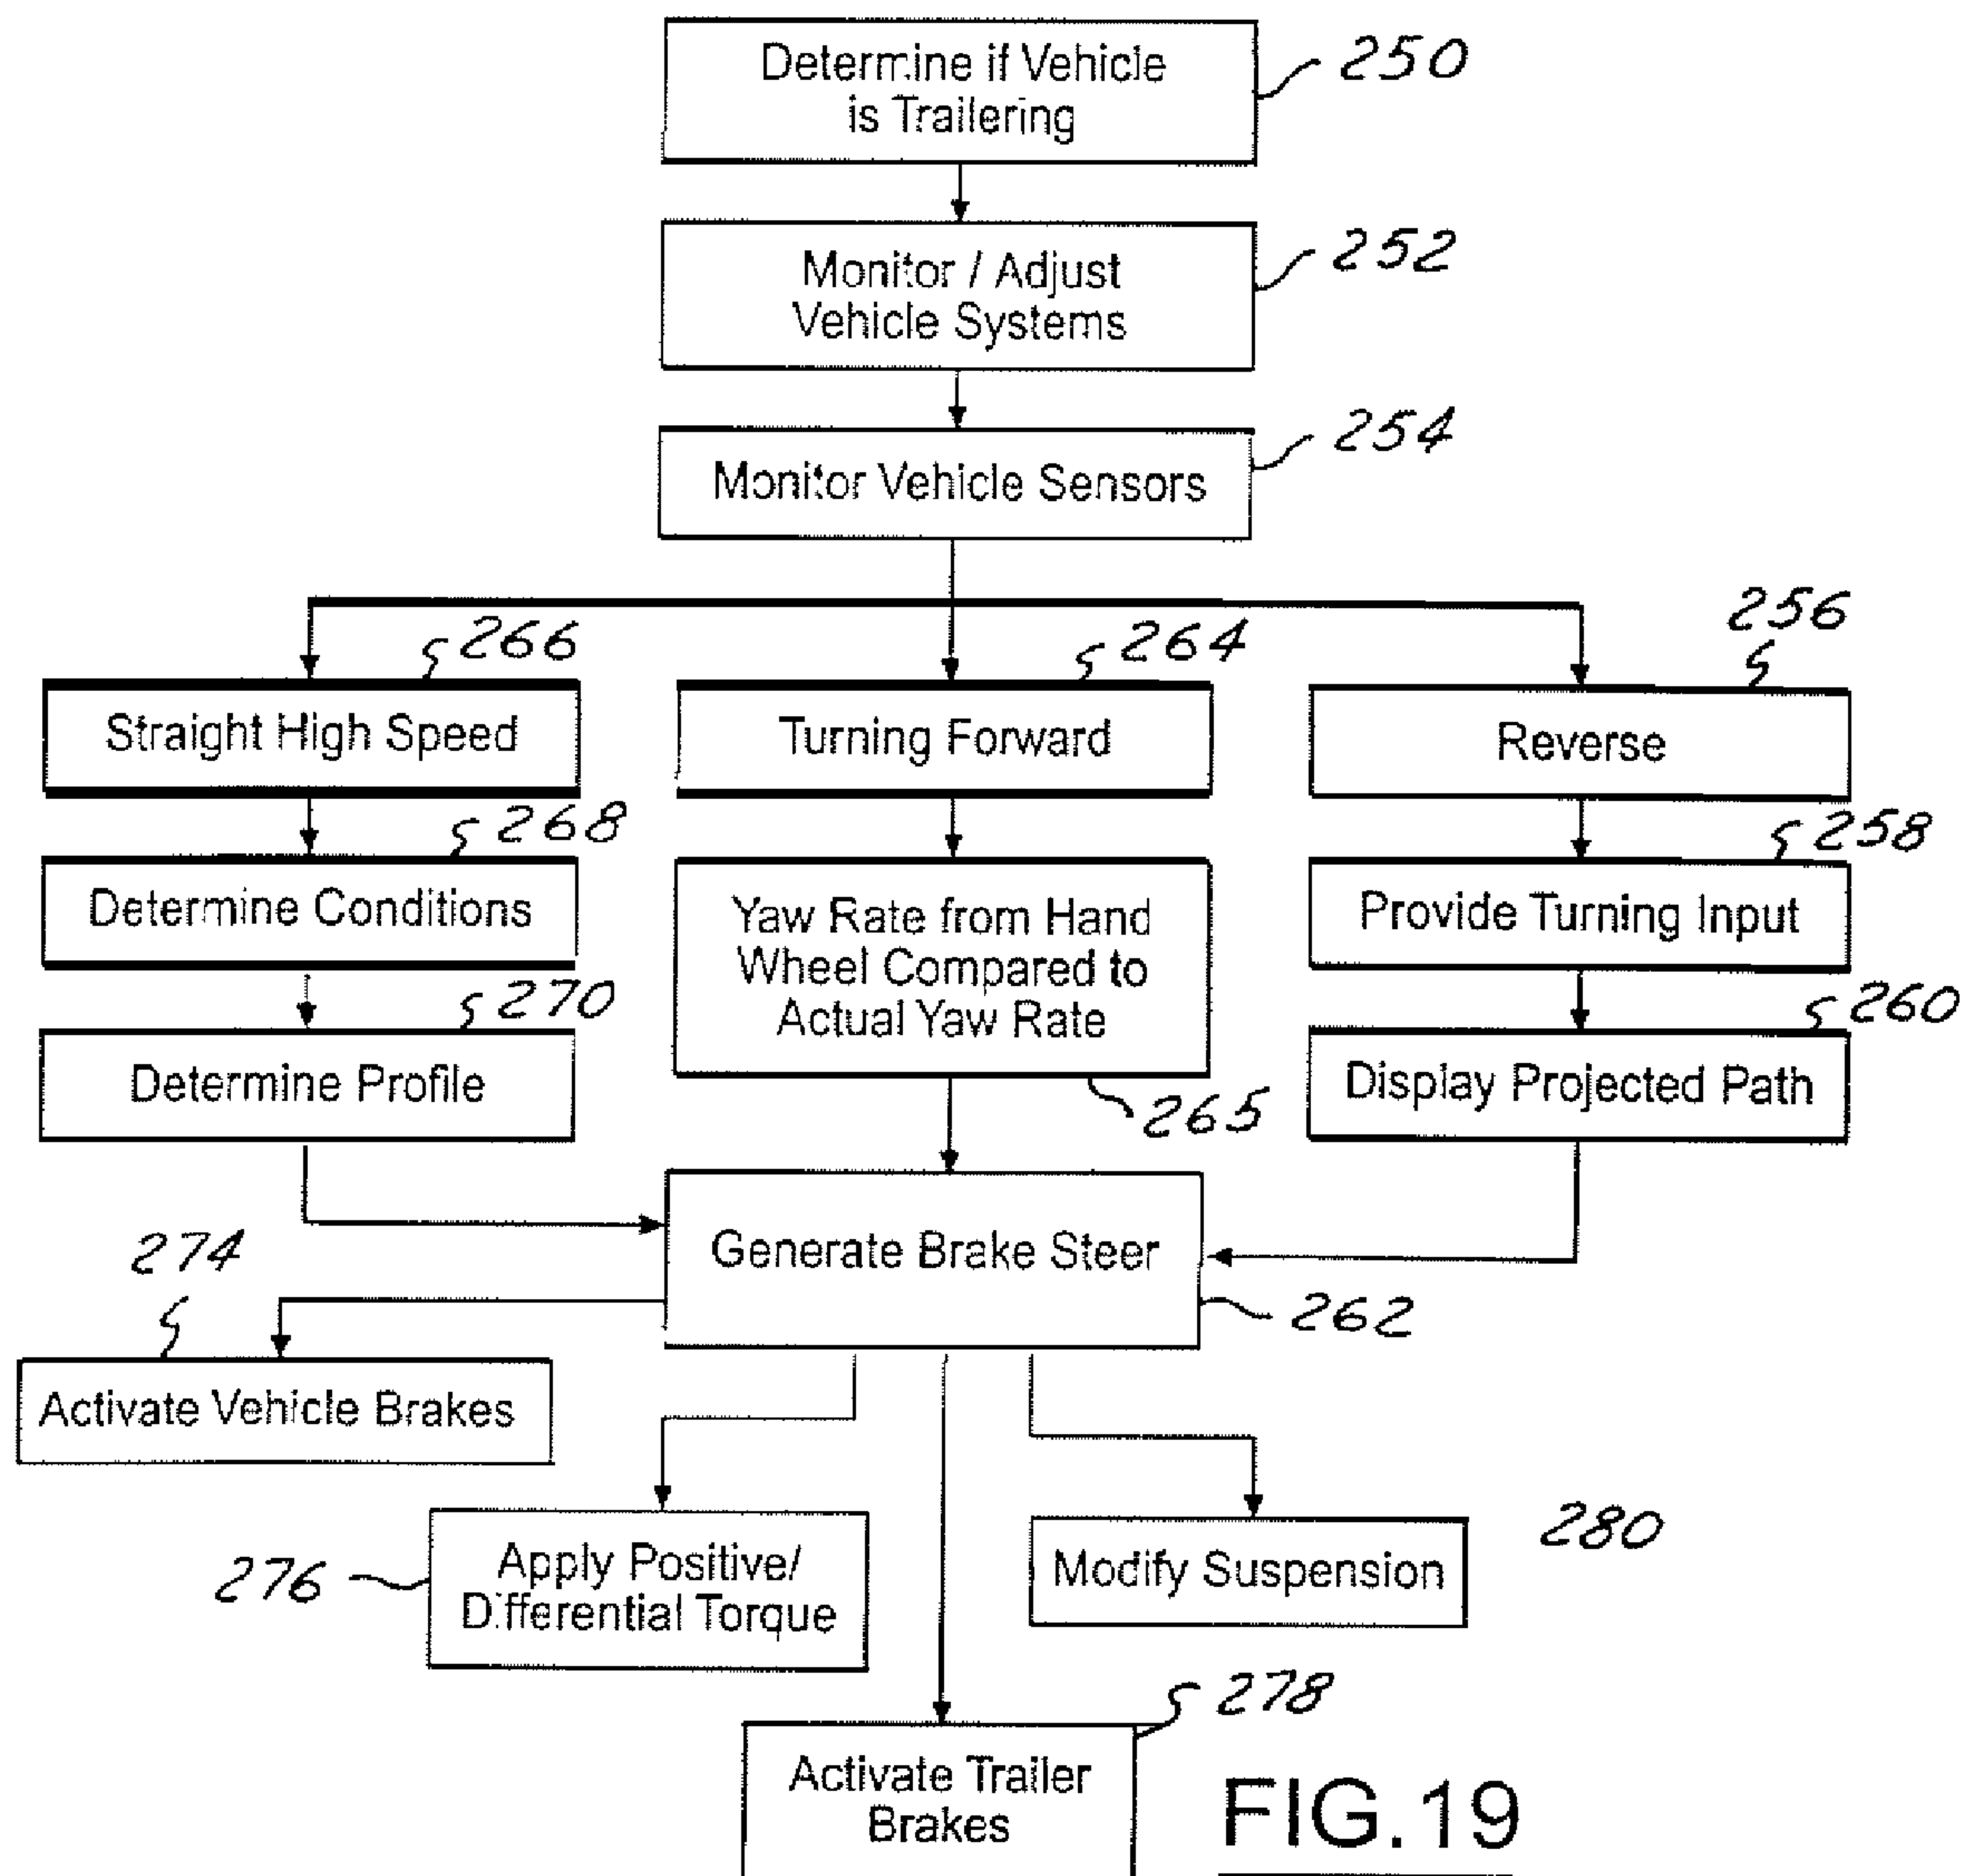 Determine if Vehicle
is Trailering
250
Monitor / Adjust
Vehicle Systems
252
Monitor Vehicle Sensors
254
266
264
256
Straight High Speed
Turning Forward
Reverse
268
258
Determine Conditions
Yaw Rate from Hand
Wheel Compared to
Actual Yaw Rate
Provide Turning Input
270
260
Determine Profile
265
Display Projected Path
274
Generate Brake Steer
262
Activate Vehicle Brakes
276
Apply Positive/
Differential Torque
Modify Suspension
280
278
Activate Trailer
Brakes
FIG.19